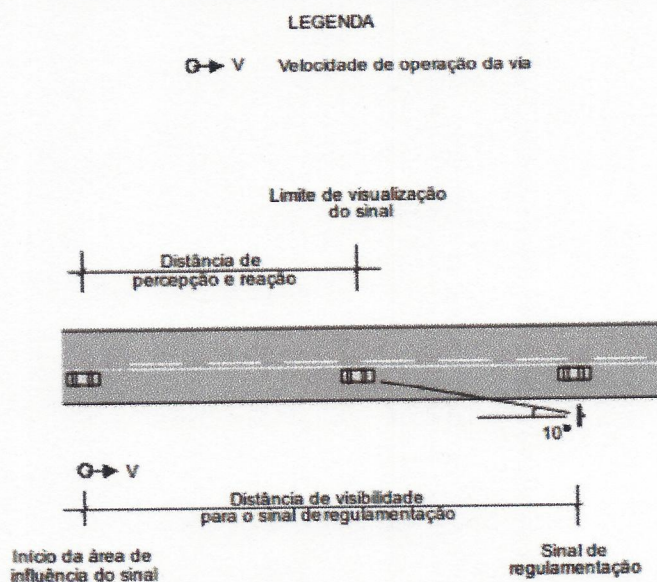 LEGENDA
V Velocidade de operação da via
Limite de visualização
do sinal
Distância de
percepção e reação
10°
V
Distância de visibilidade
para o sinal de regulamentação
Início da área de
influência do sinal
Sinal de
regulamentação